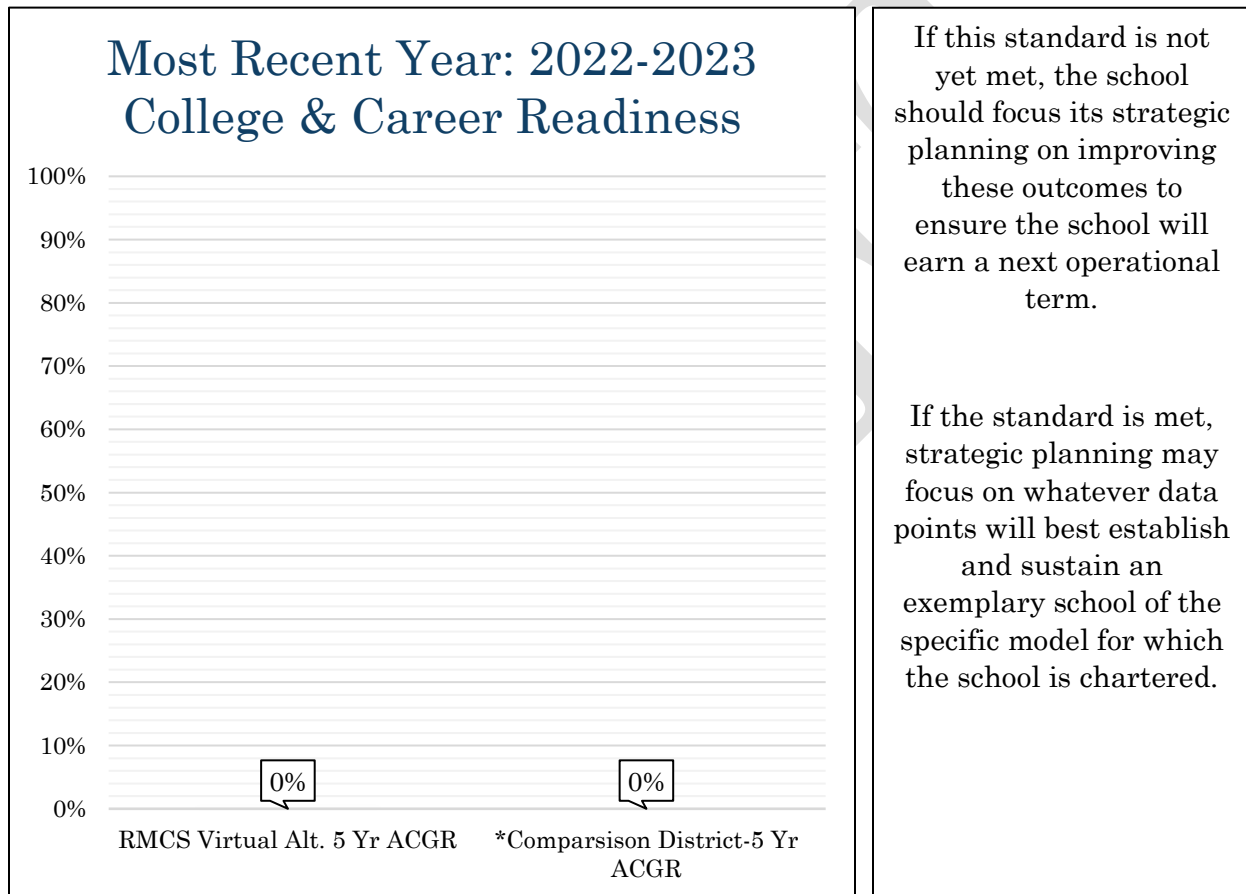 Most Recent Year: 2022-2023
College & Career Readiness
100%
90%
80%
70%
60%
50%
40%
30%
20%
10%
0%
0%
0%
RMCS Virtual Alt. 5 Yr ACGR
*Comparsison District-5 Yr
ACGR
If this standard is not
yet met, the school
should focus its strategic
planning on improving
these outcomes to
ensure the school will
earn a next operational
term.
If the standard is met,
strategic planning may
focus on whatever data
points will best establish
and sustain an
exemplary school of the
specific model for which
the school is chartered.